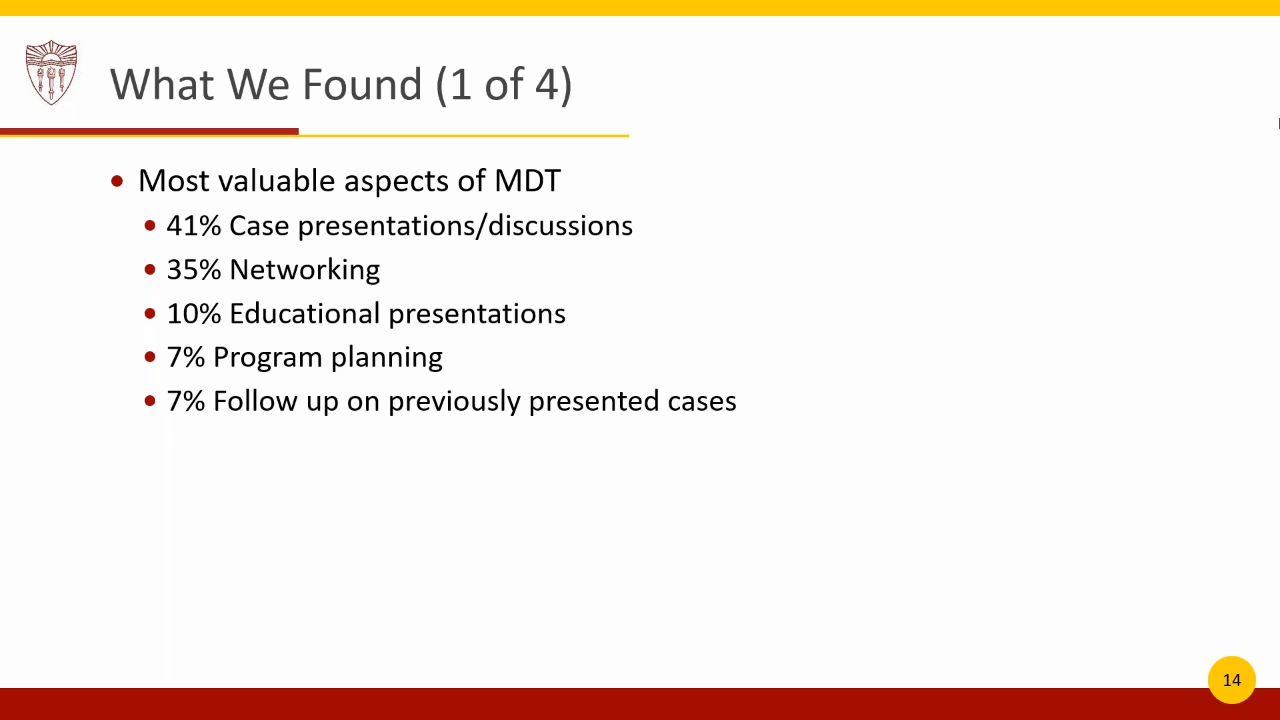 What We Found (1 of 4)
• Most valuable aspects of MDT
• 41% Case presentations/discussions
• 35% Networking
• 10% Educational presentations
• 7% Program planning
• 7% Follow up on previously presented cases
14